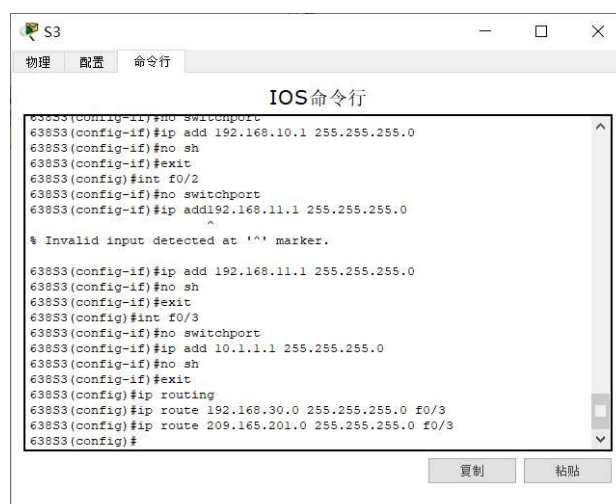 S3
物理 配置 命令行
IOS命令行
638S3(config-if)#no switchport
638S3(config-if)#ip add 192.168.10.1 255.255.255.0
638S3(config-if)#no sh
638S3(config-if)#exit
638S3(config)#int f0/2
638S3(config-if)#no switchport
638S3(config-if)#ip add192.168.11.1 255.255.255.0
^
% Invalid input detected at '^' marker.
638S3(config-if)#ip add 192.168.11.1 255.255.255.0
638S3(config-if)#no sh
638S3(config-if)#exit
638S3(config)#int f0/3
638S3(config-if)#no switchport
638S3(config-if)#ip add 10.1.1.1 255.255.255.0
638S3(config-if)#no sh
638S3(config-if)#exit
638S3(config)#ip routing
638S3(config)#ip route 192.168.30.0 255.255.255.0 f0/3
638S3(config)#ip route 209.165.201.0 255.255.255.0 f0/3
638S3(config)#
复制 粘贴